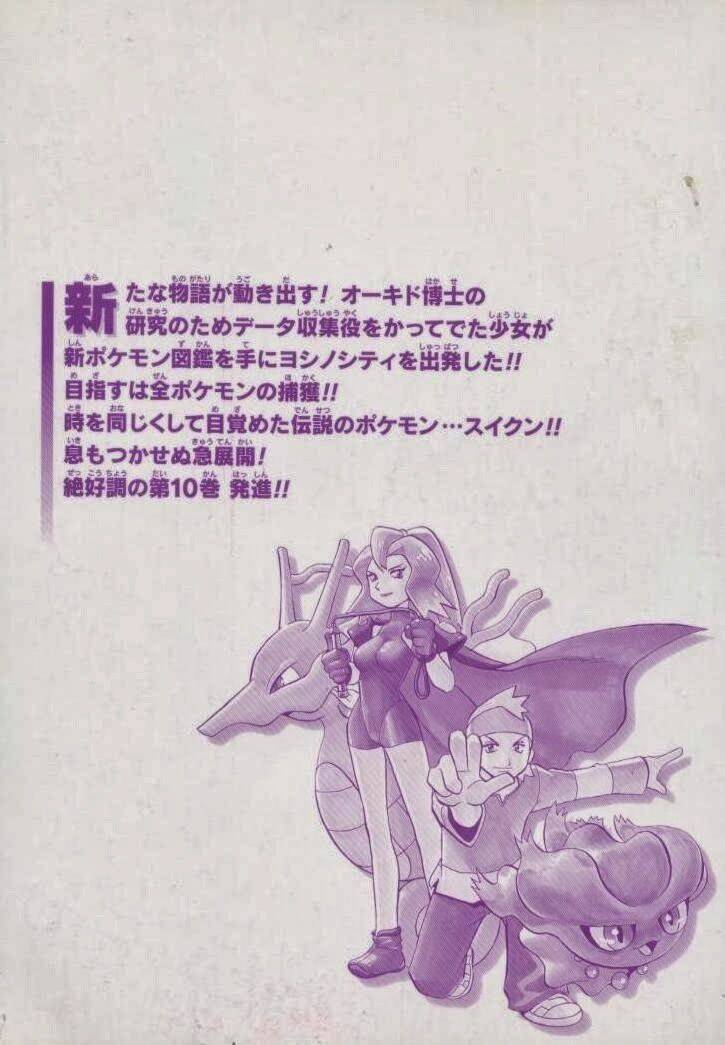 新たな物語が動き出す! オーキド博士の
研究のためデータ収集役をかってでた少女が
新ポケモン図鑑を手にヨシノシティを出発した!!
目指すは全ポケモンの捕獲!!
時を同じくして目覚めた伝説のポケモン…スイクン!!
息もつかせぬ急展開!
絶好調の第10巻 発進!!